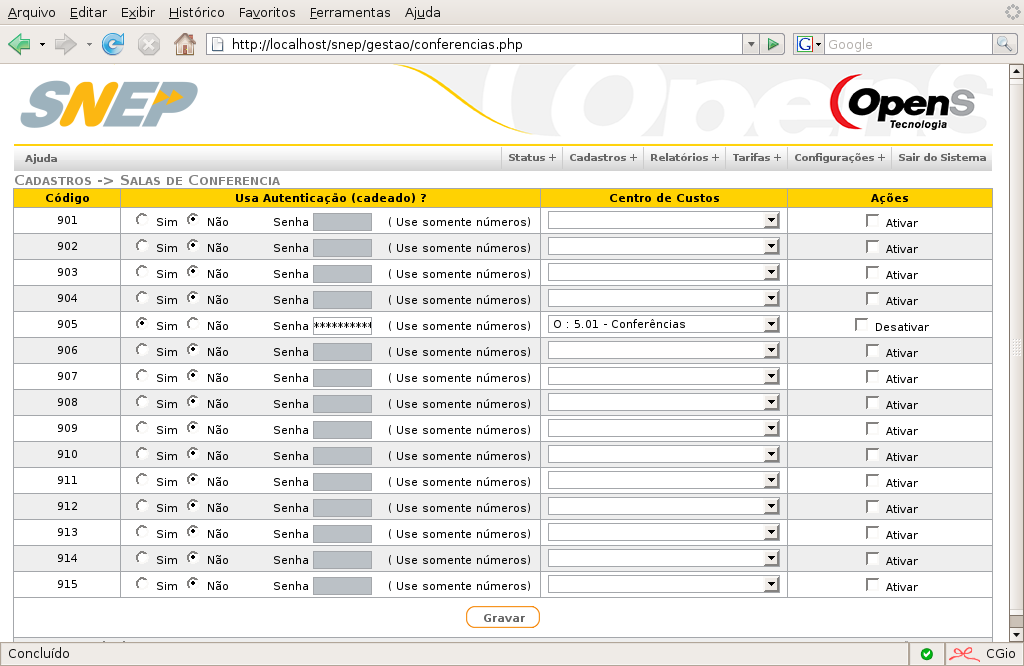 Arquivo Editar Exibir Histórico Favoritos Ferramentas Ajuda
http://localhost/snep/gestao/conferencias.php G Google
SNEP OpenS
Tecnologia
Ajuda Status + Cadastros + Relatórios + Tarifas + Configurações + Sair do Sistema
Cadastros -> Salas de Conferencia
Código Usa Autenticação (cadeado) ? Centro de Custos Ações
901 Sim Não Senha ( Use somente números) Ativar
902 Sim Não Senha ( Use somente números) Ativar
903 Sim Não Senha ( Use somente números) Ativar
904 Sim Não Senha ( Use somente números) Ativar
905 Sim Não Senha ********** ( Use somente números) O : 5.01 - Conferências Desativar
906 Sim Não Senha ( Use somente números) Ativar
907 Sim Não Senha ( Use somente números) Ativar
908 Sim Não Senha ( Use somente números) Ativar
909 Sim Não Senha ( Use somente números) Ativar
910 Sim Não Senha ( Use somente números) Ativar
911 Sim Não Senha ( Use somente números) Ativar
912 Sim Não Senha ( Use somente números) Ativar
913 Sim Não Senha ( Use somente números) Ativar
914 Sim Não Senha ( Use somente números) Ativar
915 Sim Não Senha ( Use somente números) Ativar
Gravar
Concluído CGio